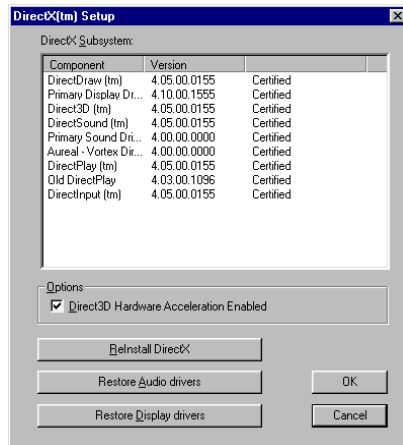 DirectX(tm) Setup
DirectX Subsystem:
Component Version
DirectDraw (tm) 4.05.00.0155 Certified
Primary Display Dr... 4.10.00.1555 Certified
Direct3D (tm) 4.05.00.0155 Certified
DirectSound (tm) 4.05.00.0155 Certified
Primary Sound Dri... 4.00.00.0000 Certified
Aureal - Vortex Dir... 4.00.00.0000 Certified
DirectPlay (tm) 4.05.00.0155 Certified
Old DirectPlay 4.03.00.1096 Certified
DirectInput (tm) 4.05.00.0155 Certified
Options
Direct3D Hardware Acceleration Enabled
ReInstall DirectX
Restore Audio drivers OK
Restore Display drivers Cancel